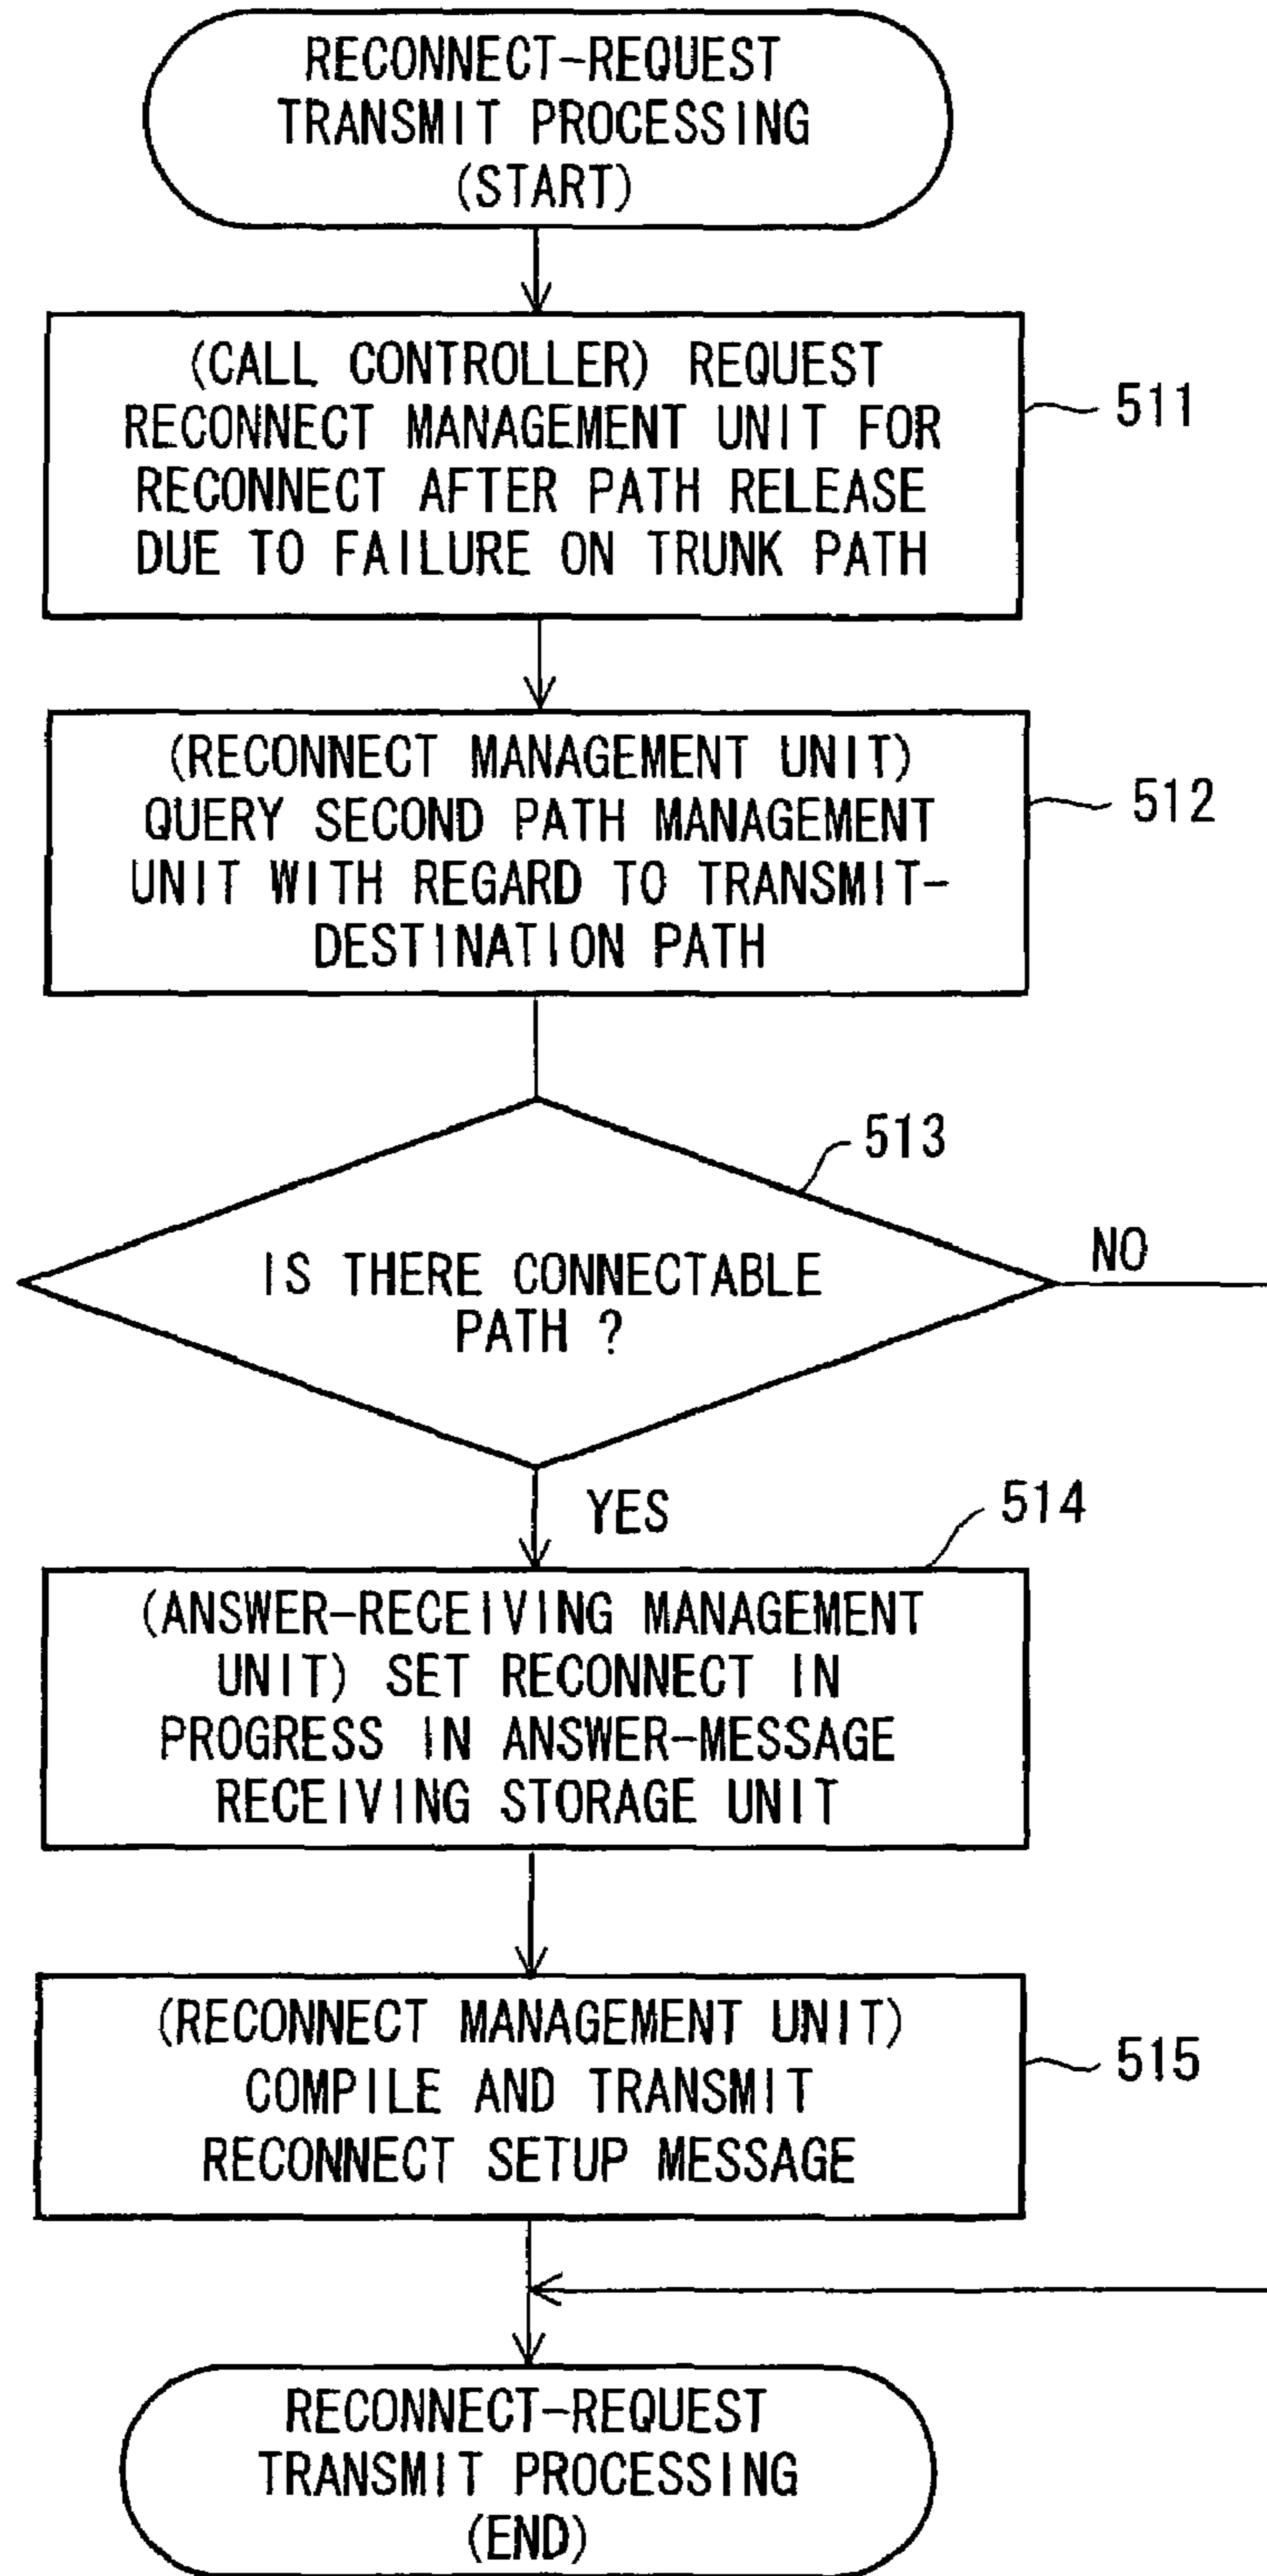 RECONNECT-REQUEST
TRANSMIT PROCESSING
(START)
(CALL CONTROLLER) REQUEST
RECONNECT MANAGEMENT UNIT FOR
RECONNECT AFTER PATH RELEASE
DUE TO FAILURE ON TRUNK PATH
511
(RECONNECT MANAGEMENT UNIT)
QUERY SECOND PATH MANAGEMENT
UNIT WITH REGARD TO TRANSMIT-
DESTINATION PATH
512
513
IS THERE CONNECTABLE
PATH ?
NO
YES
514
(ANSWER-RECEIVING MANAGEMENT
UNIT) SET RECONNECT IN
PROGRESS IN ANSWER-MESSAGE
RECEIVING STORAGE UNIT
(RECONNECT MANAGEMENT UNIT)
COMPILE AND TRANSMIT
RECONNECT SETUP MESSAGE
515
RECONNECT-REQUEST
TRANSMIT PROCESSING
(END)